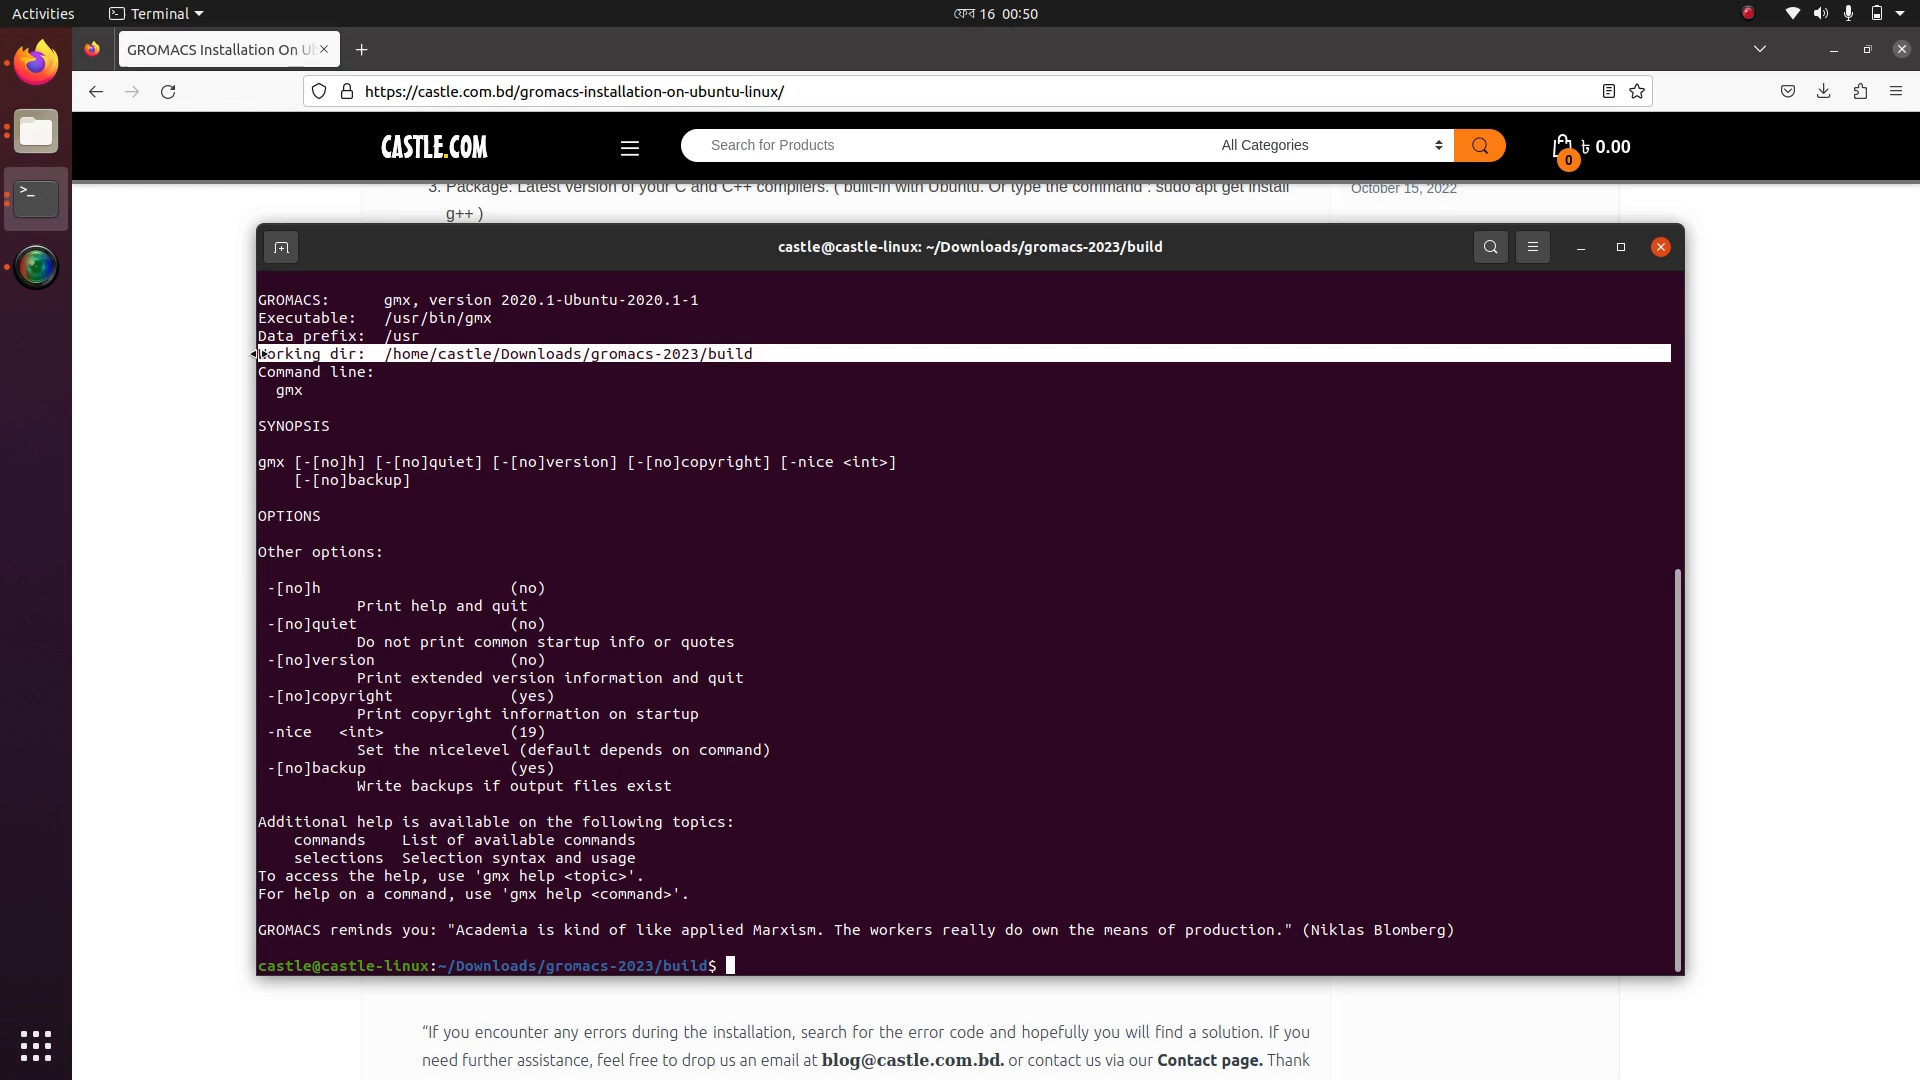 Activities
Terminal
ফেব 16 00:50
GROMACS Installation On Ub
https://castle.com.bd/gromacs-installation-on-ubuntu-linux/
CASTLE.COM
Search for Products
All Categories
0
৳ 0.00
3. Package: Latest version of your C and C++ compilers. ( built-in with Ubuntu. Or type the command : sudo apt get install
g++ )
October 15, 2022
castle@castle-linux: ~/Downloads/gromacs-2023/build
GROMACS:      gmx, version 2020.1-Ubuntu-2020.1-1
Executable:   /usr/bin/gmx
Data prefix:  /usr
Working dir:  /home/castle/Downloads/gromacs-2023/build
Command line:
  gmx
SYNOPSIS
gmx [-[no]h] [-[no]quiet] [-[no]version] [-[no]copyright] [-nice <int>]
    [-[no]backup]
OPTIONS
Other options:
 -[no]h                     (no)
           Print help and quit
 -[no]quiet                 (no)
           Do not print common startup info or quotes
 -[no]version               (no)
           Print extended version information and quit
 -[no]copyright             (yes)
           Print copyright information on startup
 -nice   <int>              (19)
           Set the nicelevel (default depends on command)
 -[no]backup                (yes)
           Write backups if output files exist
Additional help is available on the following topics:
    commands    List of available commands
    selections  Selection syntax and usage
To access the help, use 'gmx help <topic>'.
For help on a command, use 'gmx help <command>'.
GROMACS reminds you: "Academia is kind of like applied Marxism. The workers really do own the means of production." (Niklas Blomberg)
castle@castle-linux:~/Downloads/gromacs-2023/build$
“If you encounter any errors during the installation, search for the error code and hopefully you will find a solution. If you
need further assistance, feel free to drop us an email at blog@castle.com.bd. or contact us via our Contact page. Thank